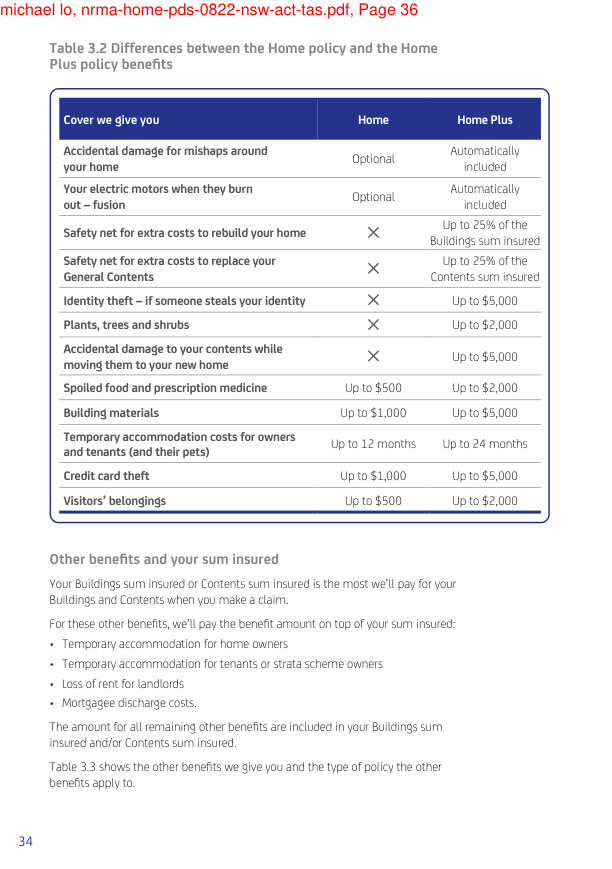 michael lo, nrma-home-pds-0822-nsw-act-tas.pdf, Page 36
Table 3.2 Differences between the Home policy and the Home
Plus policy benefits
Cover we give you Home Home Plus
Accidental damage for mishaps around
your home Optional Automatically
included
Your electric motors when they burn
out – fusion Optional Automatically
included
Safety net for extra costs to rebuild your home ✕ Up to 25% of the
Buildings sum insured
Safety net for extra costs to replace your
General Contents ✕ Up to 25% of the
Contents sum insured
Identity theft – if someone steals your identity ✕ Up to $5,000
Plants, trees and shrubs ✕ Up to $2,000
Accidental damage to your contents while
moving them to your new home ✕ Up to $5,000
Spoiled food and prescription medicine Up to $500 Up to $2,000
Building materials Up to $1,000 Up to $5,000
Temporary accommodation costs for owners
and tenants (and their pets) Up to 12 months Up to 24 months
Credit card theft Up to $1,000 Up to $5,000
Visitors’ belongings Up to $500 Up to $2,000
Other benefits and your sum insured
Your Buildings sum insured or Contents sum insured is the most we’ll pay for your
Buildings and Contents when you make a claim.
For these other benefits, we’ll pay the benefit amount on top of your sum insured:
• Temporary accommodation for home owners
• Temporary accommodation for tenants or strata scheme owners
• Loss of rent for landlords
• Mortgagee discharge costs.
The amount for all remaining other benefits are included in your Buildings sum
insured and/or Contents sum insured.
Table 3.3 shows the other benefits we give you and the type of policy the other
benefits apply to.
34